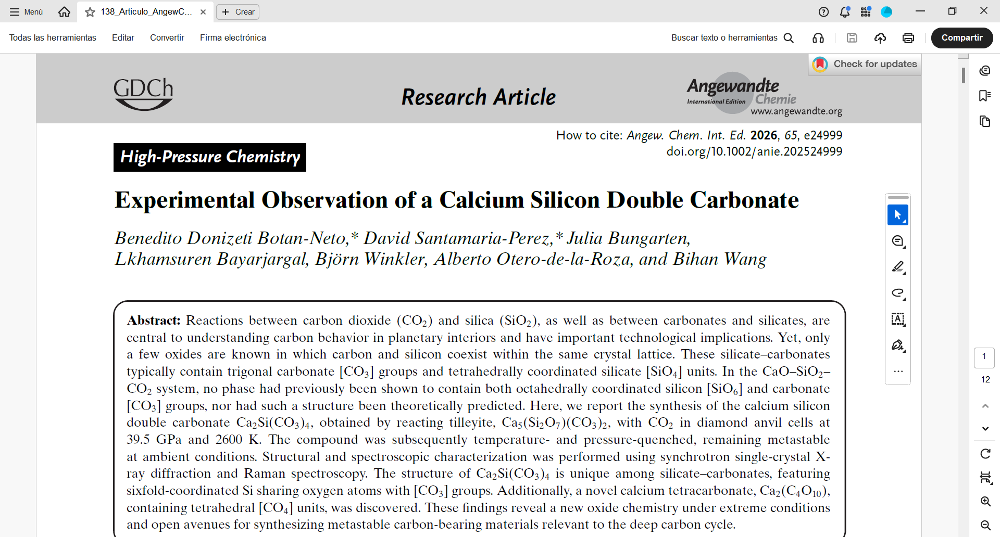 Menú
138_Articulo_AngewC...
Crear
Todas las herramientas
Editar
Convertir
Firma electrónica
Buscar texto o herramientas
Compartir
Check for updates
GDCh
Research Article
Angewandte
International Edition
Chemie
www.angewandte.org
How to cite: Angew. Chem. Int. Ed. 2026, 65, e24999
doi.org/10.1002/anie.202524999
High-Pressure Chemistry
Experimental Observation of a Calcium Silicon Double Carbonate
Benedito Donizeti Botan-Neto,* David Santamaria-Perez,* Julia Bungarten,
Lkhamsuren Bayarjargal, Björn Winkler, Alberto Otero-de-la-Roza, and Bihan Wang
Abstract: Reactions between carbon dioxide (CO₂) and silica (SiO₂), as well as between carbonates and silicates, are
central to understanding carbon behavior in planetary interiors and have important technological implications. Yet, only
a few oxides are known in which carbon and silicon coexist within the same crystal lattice. These silicate–carbonates
typically contain trigonal carbonate [CO₃] groups and tetrahedrally coordinated silicate [SiO₄] units. In the CaO–SiO₂–
CO₂ system, no phase had previously been shown to contain both octahedrally coordinated silicon [SiO₆] and carbonate
[CO₃] groups, nor had such a structure been theoretically predicted. Here, we report the synthesis of the calcium silicon
double carbonate Ca₂Si(CO₃)₄, obtained by reacting tilleyite, Ca₅(Si₂O₇)(CO₃)₂, with CO₂ in diamond anvil cells at
39.5 GPa and 2600 K. The compound was subsequently temperature- and pressure-quenched, remaining metastable
at ambient conditions. Structural and spectroscopic characterization was performed using synchrotron single-crystal X-
ray diffraction and Raman spectroscopy. The structure of Ca₂Si(CO₃)₄ is unique among silicate–carbonates, featuring
sixfold-coordinated Si sharing oxygen atoms with [CO₃] groups. Additionally, a novel calcium tetracarbonate, Ca₂(C₄O₁₀),
containing tetrahedral [CO₄] units, was discovered. These findings reveal a new oxide chemistry under extreme conditions
and open avenues for synthesizing metastable carbon-bearing materials relevant to the deep carbon cycle.
A
...
1
12